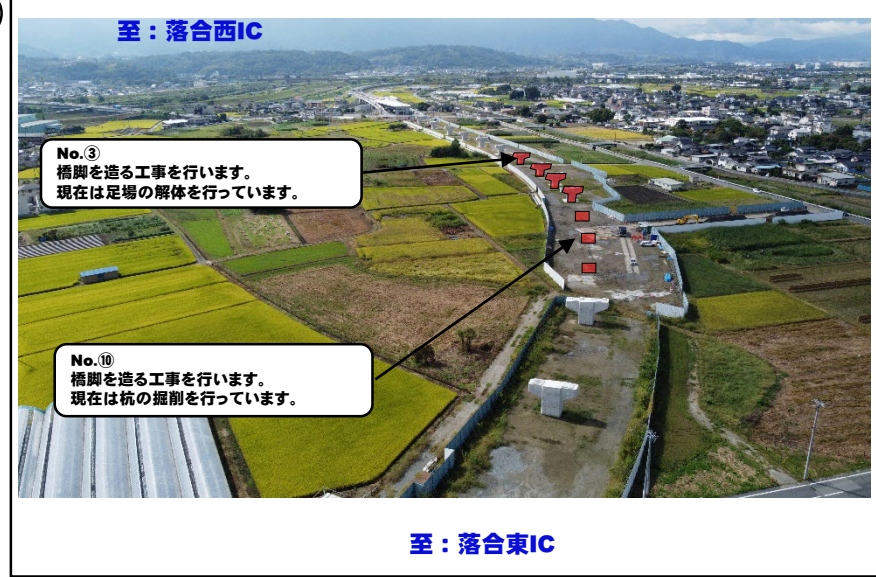 至：落合西IC
No.③
橋脚を造る工事を行います。
現在は足場の解体を行っています。
No.⑩
橋脚を造る工事を行います。
現在は杭の掘削を行っています。
至：落合東IC